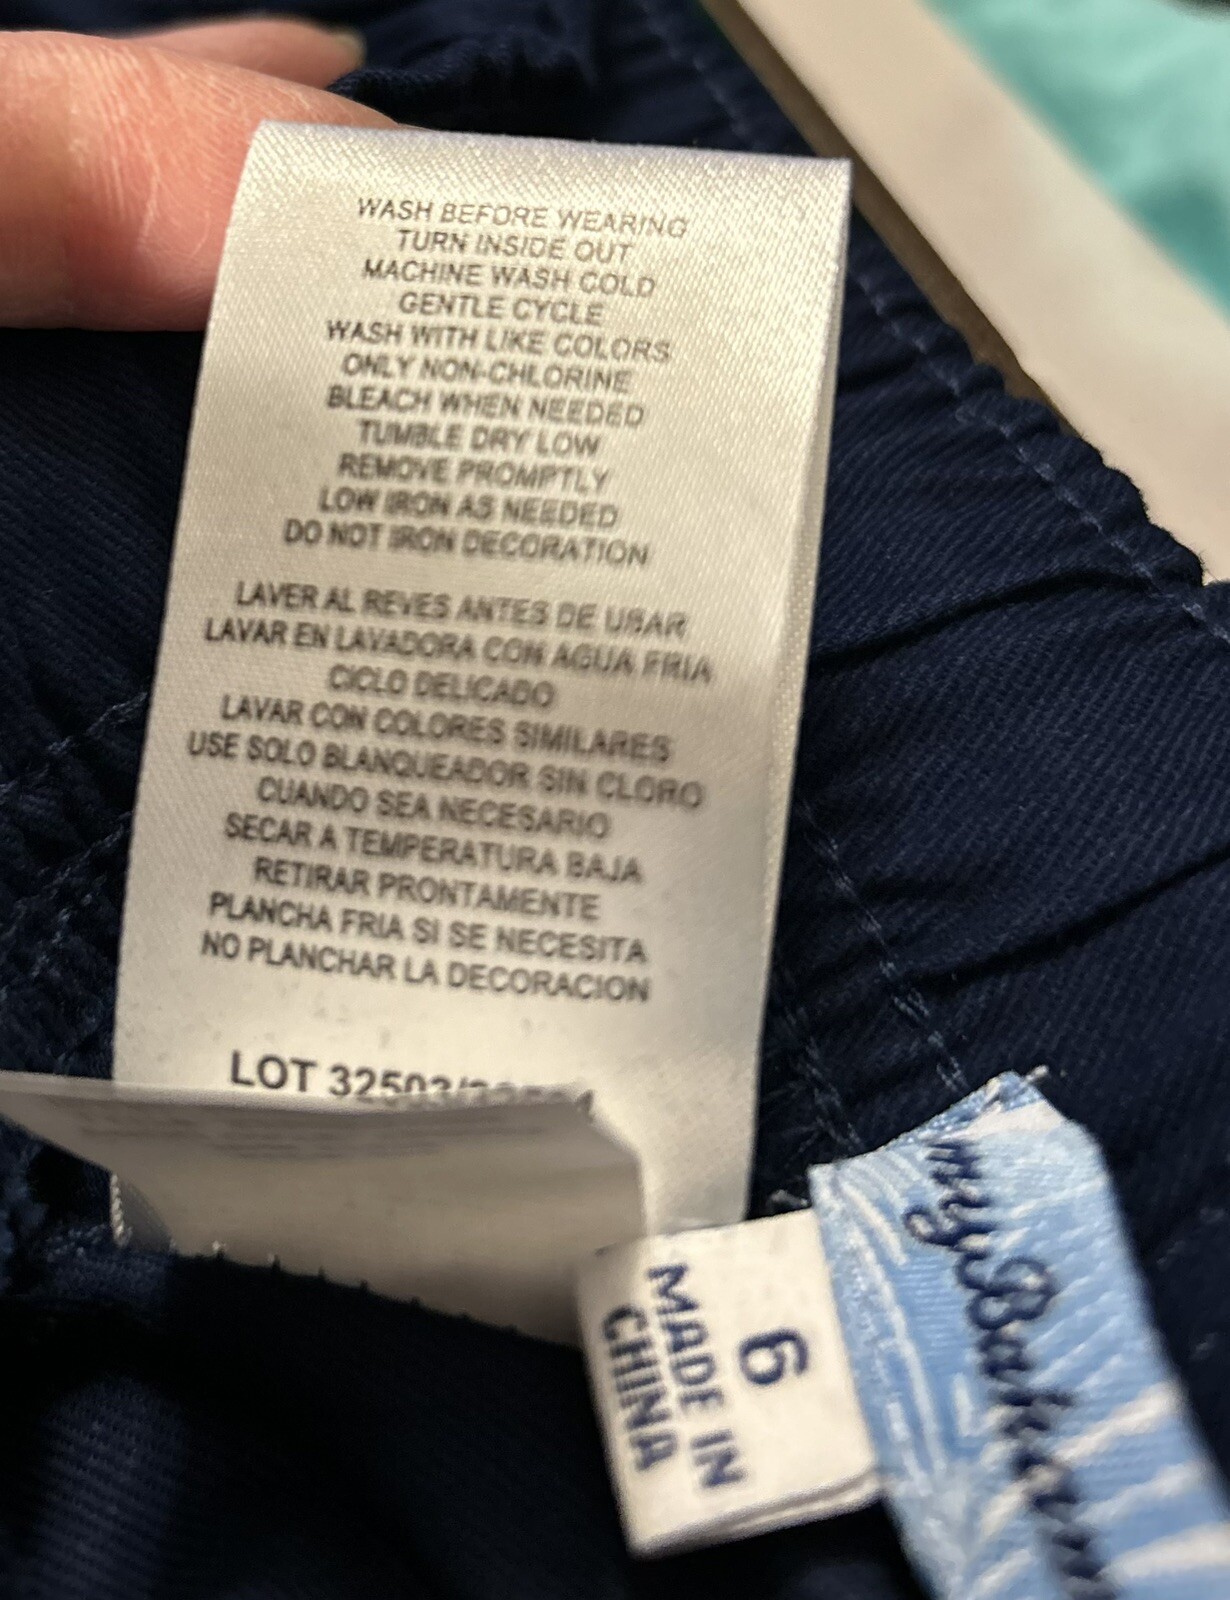 WASH BEFORE WEARING
TURN INSIDE OUT
MACHINE WASH COLD
GENTLE CYCLE
WASH WITH LIKE COLORS
ONLY NON-CHLORINE
BLEACH WHEN NEEDED
TUMBLE DRY LOW
REMOVE PROMPTLY
LOW IRON AS NEEDED
DO NOT IRON DECORATION
LAVER AL REVES ANTES DE USAR
LAVAR EN LAVADORA CON AGUA FRIA
CICLO DELICADO
LAVAR CON COLORES SIMILARES
USE SOLO BLANQUEADOR SIN CLORO
CUANDO SEA NECESARIO
SECAR A TEMPERATURA BAJA
RETIRAR PRONTAMENTE
PLANCHA FRIA SI SE NECESITA
NO PLANCHAR LA DECORACION
LOT
6
MADE IN
CHINA